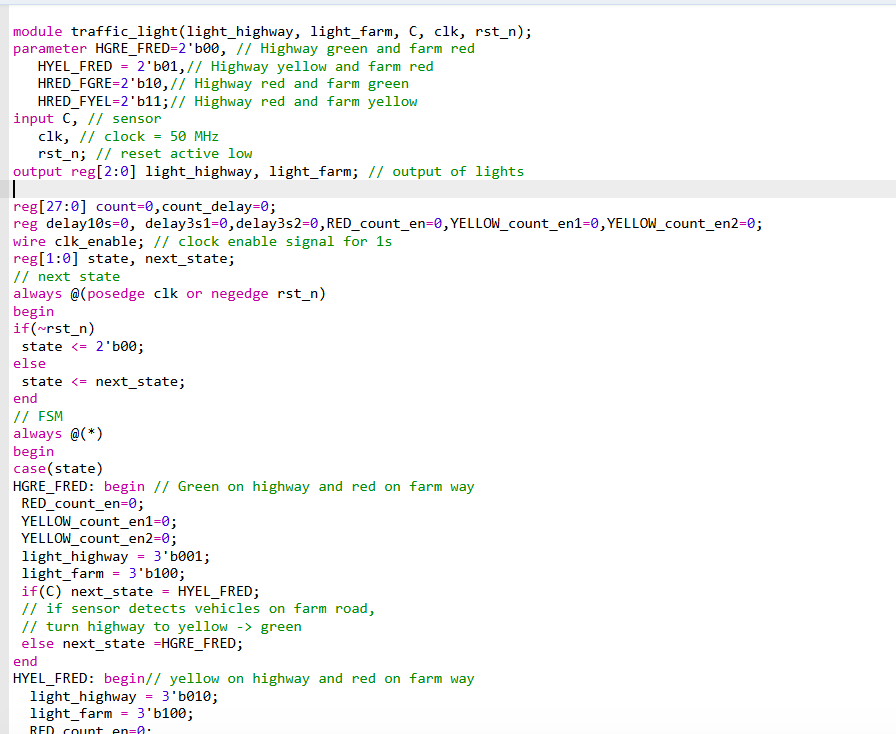 module traffic_light(light_highway, light_farm, C, clk, rst_n);
parameter HGRE_FRED=2'b00, // Highway green and farm red
   HYEL_FRED = 2'b01,// Highway yellow and farm red
   HRED_FGRE=2'b10,// Highway red and farm green
   HRED_FYEL=2'b11;// Highway red and farm yellow
input C, // sensor
   clk, // clock = 50 MHz
   rst_n; // reset active low
output reg[2:0] light_highway, light_farm; // output of lights
reg[27:0] count=0,count_delay=0;
reg delay10s=0, delay3s1=0,delay3s2=0,RED_count_en=0,YELLOW_count_en1=0,YELLOW_count_en2=0;
wire clk_enable; // clock enable signal for 1s
reg[1:0] state, next_state;
// next state
always @(posedge clk or negedge rst_n)
begin
if(~rst_n)
 state <= 2'b00;
else
 state <= next_state;
end
// FSM
always @(*)
begin
case(state)
HGRE_FRED: begin // Green on highway and red on farm way
 RED_count_en=0;
 YELLOW_count_en1=0;
 YELLOW_count_en2=0;
 light_highway = 3'b001;
 light_farm = 3'b100;
 if(C) next_state = HYEL_FRED;
 // if sensor detects vehicles on farm road,
 // turn highway to yellow -> green
 else next_state =HGRE_FRED;
end
HYEL_FRED: begin// yellow on highway and red on farm way
  light_highway = 3'b010;
  light_farm = 3'b100;
  RED_count_en=0;